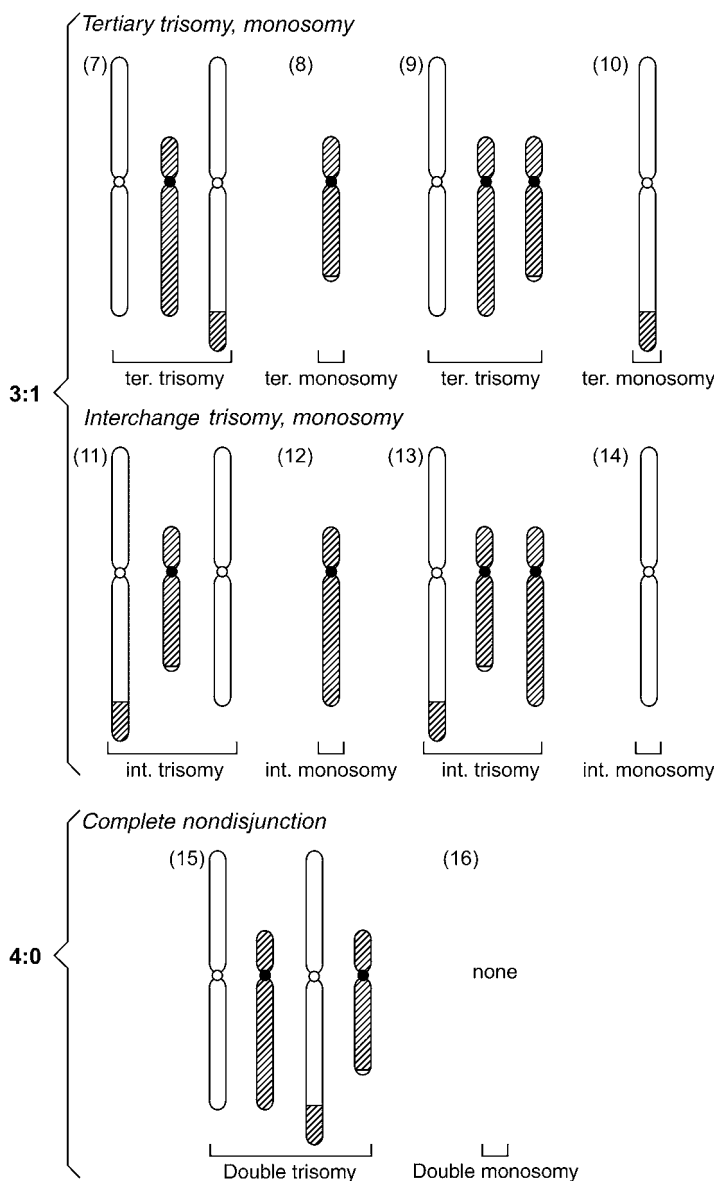 Tertiary trisomy, monosomy
(7) (8) (9) (10)
ter. trisomy ter. monosomy ter. trisomy ter. monosomy
3:1
Interchange trisomy, monosomy
(11) (12) (13) (14)
int. trisomy int. monosomy int. trisomy int. monosomy
Complete nondisjunction
(15) (16)
4:0
none
Double trisomy Double monosomy